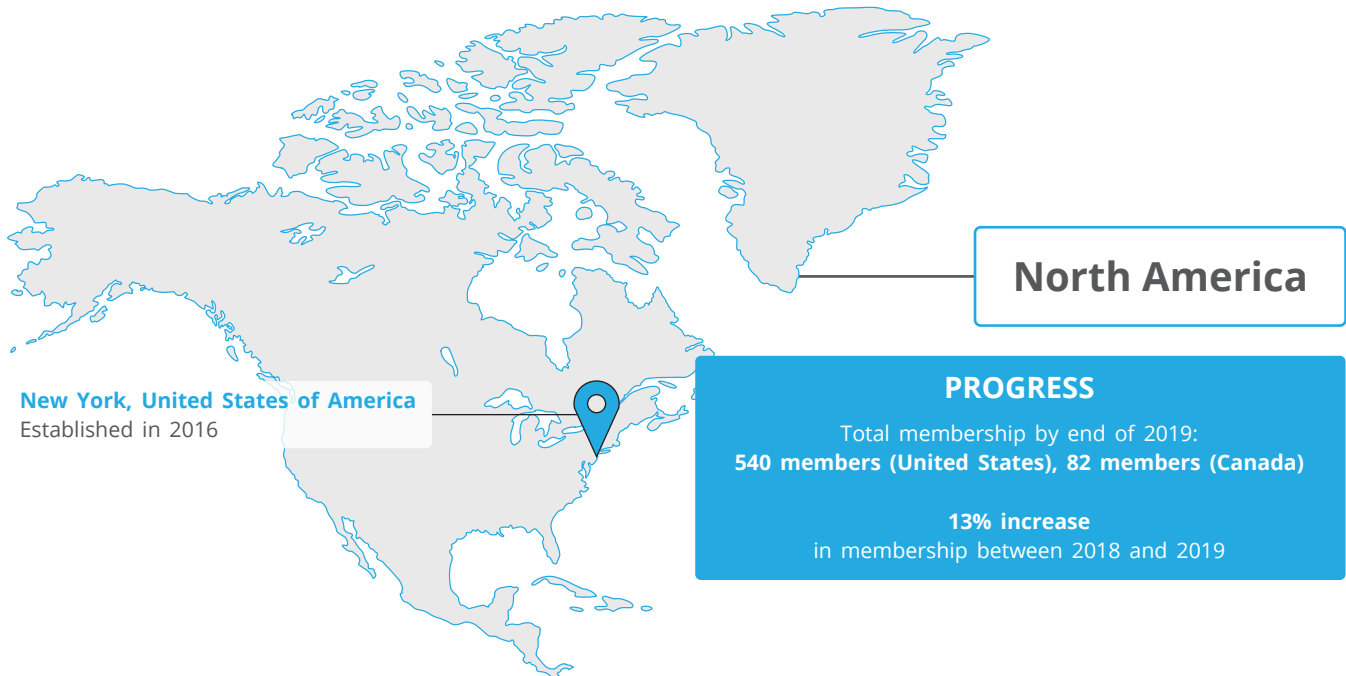 North America
New York, United States of America
Established in 2016
PROGRESS
Total membership by end of 2019:
540 members (United States), 82 members (Canada)
13% increase
in membership between 2018 and 2019